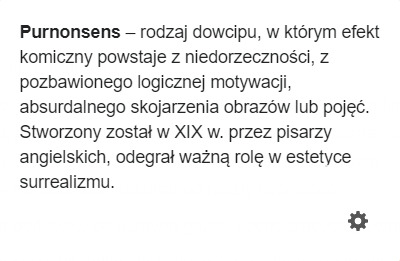 Purnonsens – rodzaj dowcipu, w którym efekt
komiczny powstaje z niedorzeczności, z
pozbawionego logicznej motywacji,
absurdalnego skojarzenia obrazów lub pojęć.
Stworzony został w XIX w. przez pisarzy
angielskich, odegrał ważną rolę w estetyce
surrealizmu.